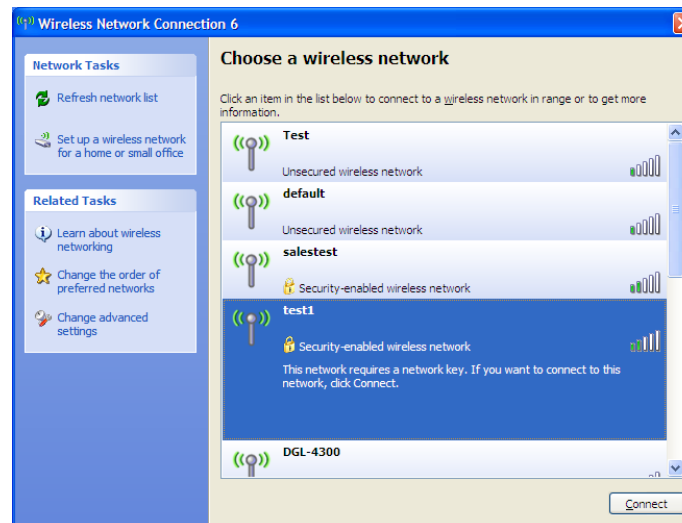 Wireless Network Connection 6
Network Tasks
Refresh network list
Set up a wireless network
for a home or small office
Related Tasks
Learn about wireless
networking
Change the order of
preferred networks
Change advanced
settings
Choose a wireless network
Click an item in the list below to connect to a wireless network in range or to get more
information.
Test
Unsecured wireless network
default
Unsecured wireless network
salestest
Security-enabled wireless network
test1
Security-enabled wireless network
This network requires a network key. If you want to connect to this
network, click Connect.
DGL-4300
Connect